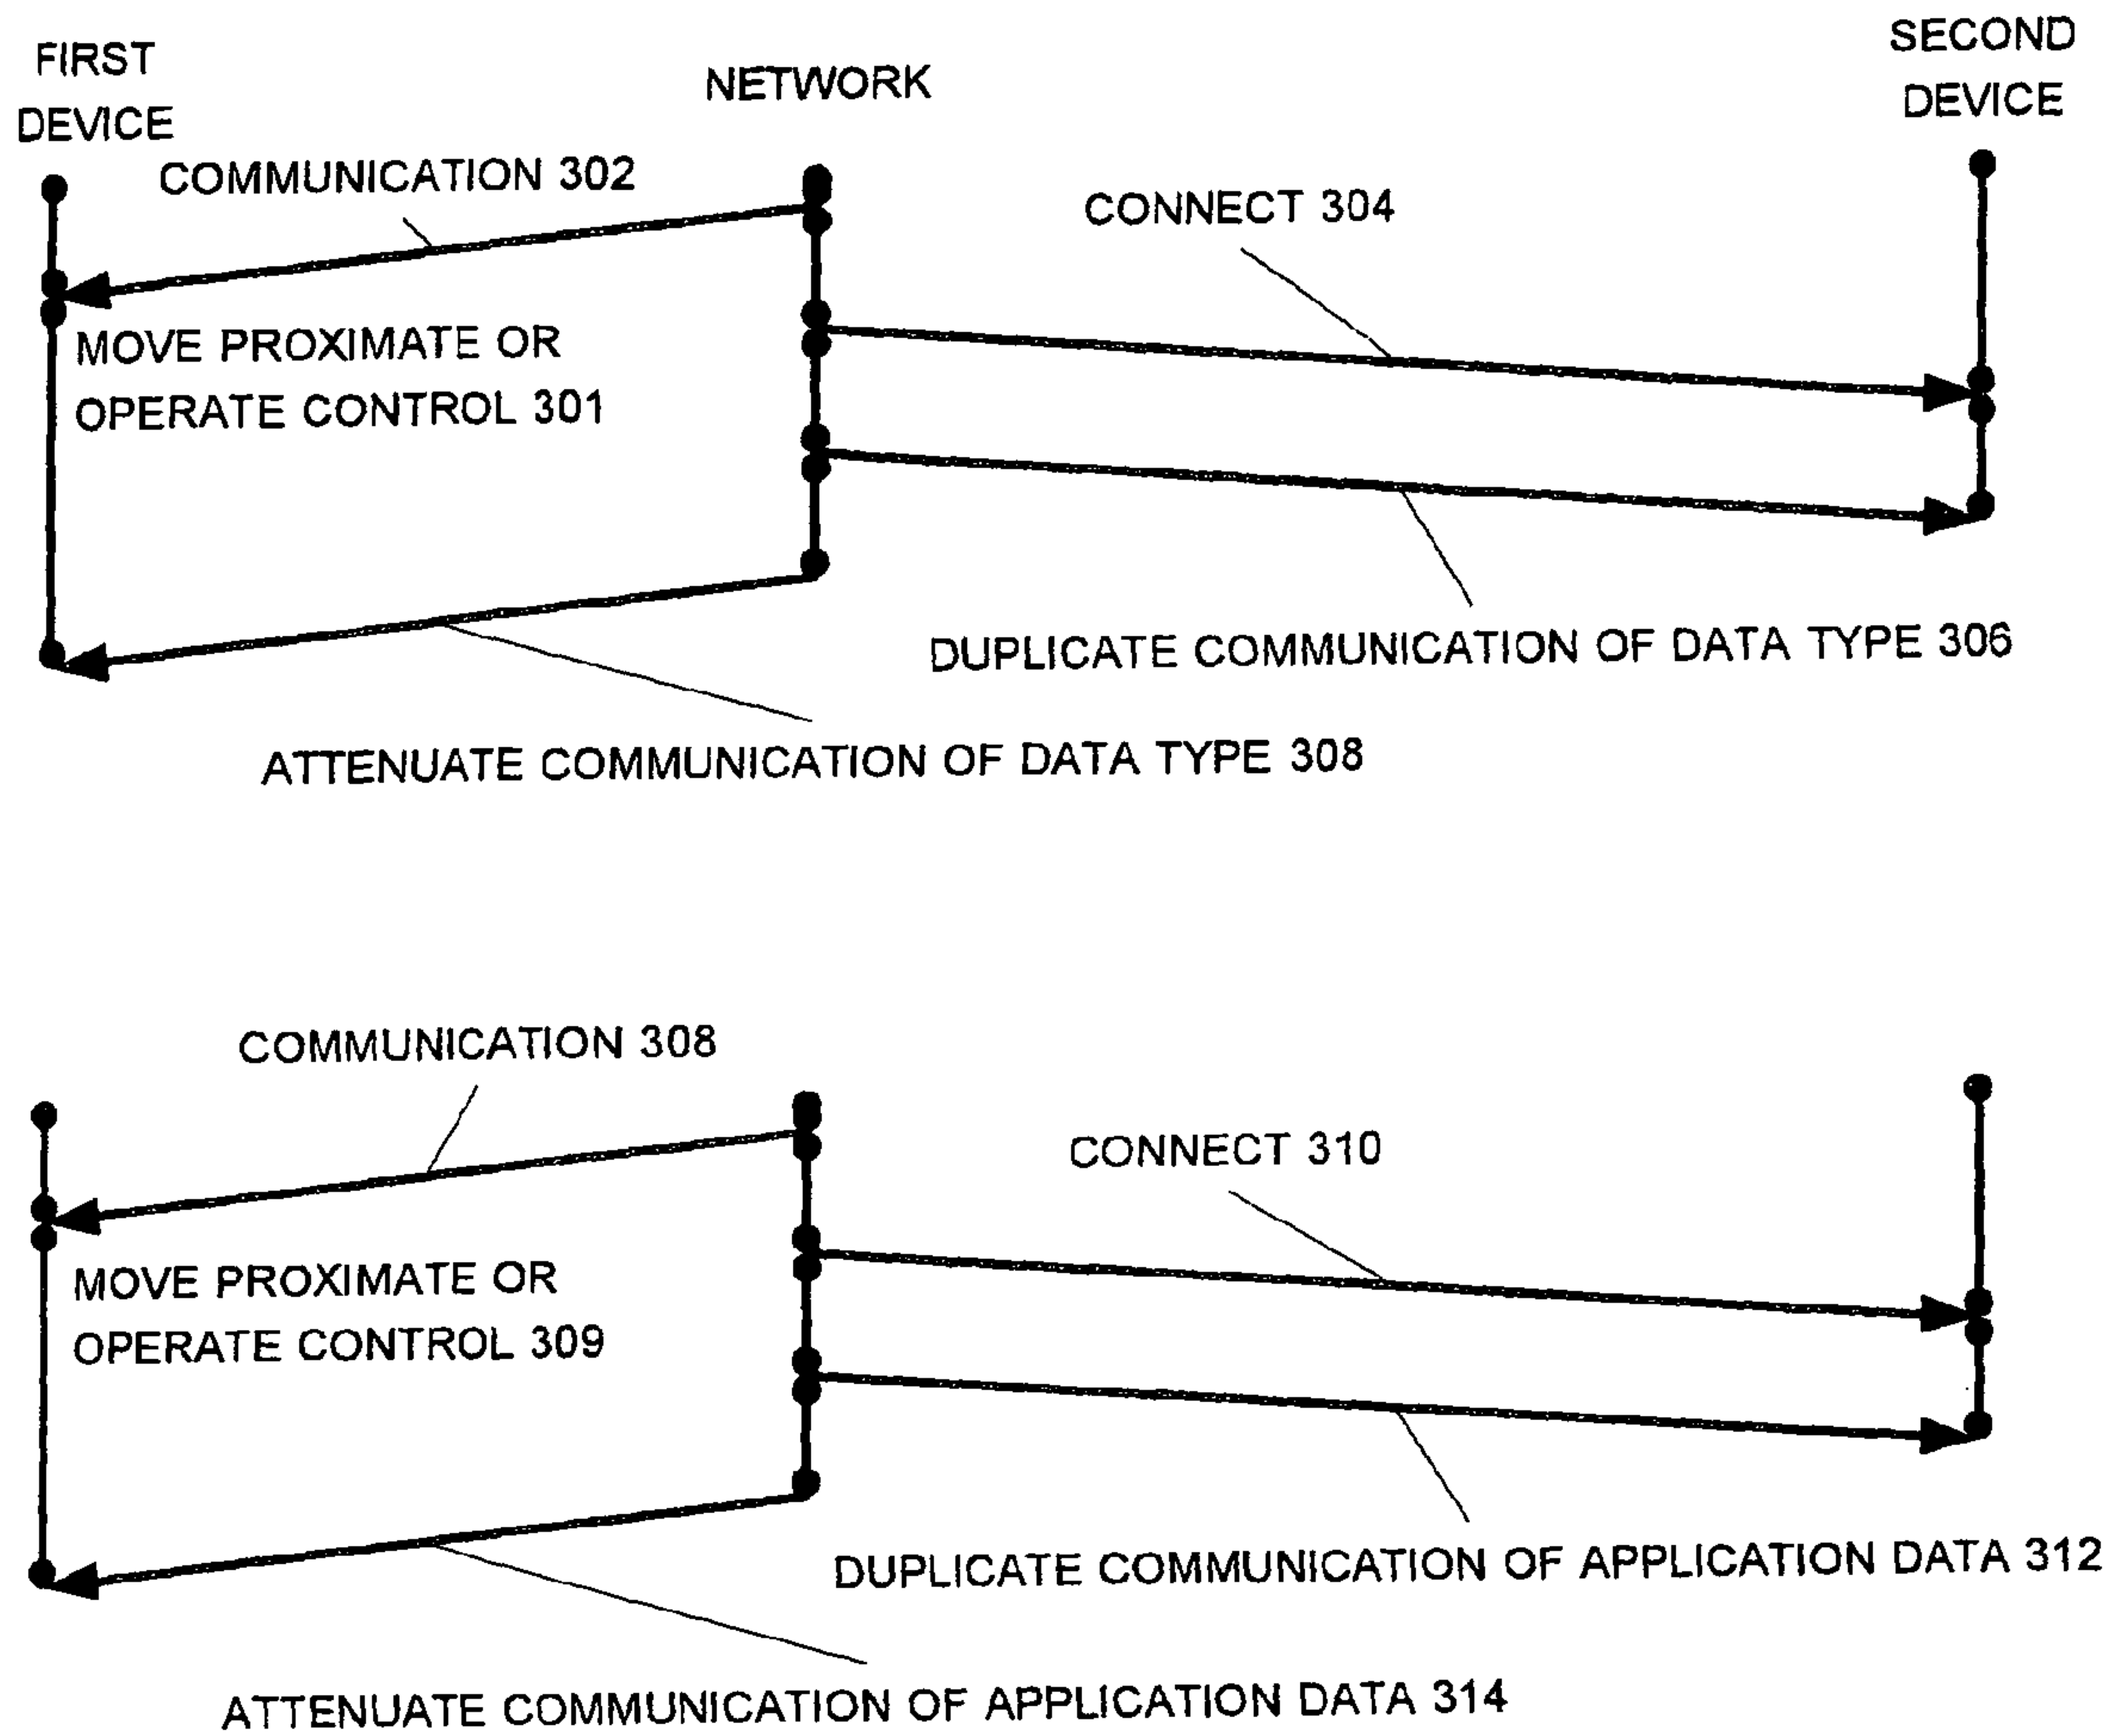 FIRST
DEVICE
NETWORK
SECOND
DEVICE
COMMUNICATION 302
CONNECT 304
MOVE PROXIMATE OR
OPERATE CONTROL 301
DUPLICATE COMMUNICATION OF DATA TYPE 306
ATTENUATE COMMUNICATION OF DATA TYPE 308
COMMUNICATION 308
CONNECT 310
MOVE PROXIMATE OR
OPERATE CONTROL 309
DUPLICATE COMMUNICATION OF APPLICATION DATA 312
ATTENUATE COMMUNICATION OF APPLICATION DATA 314